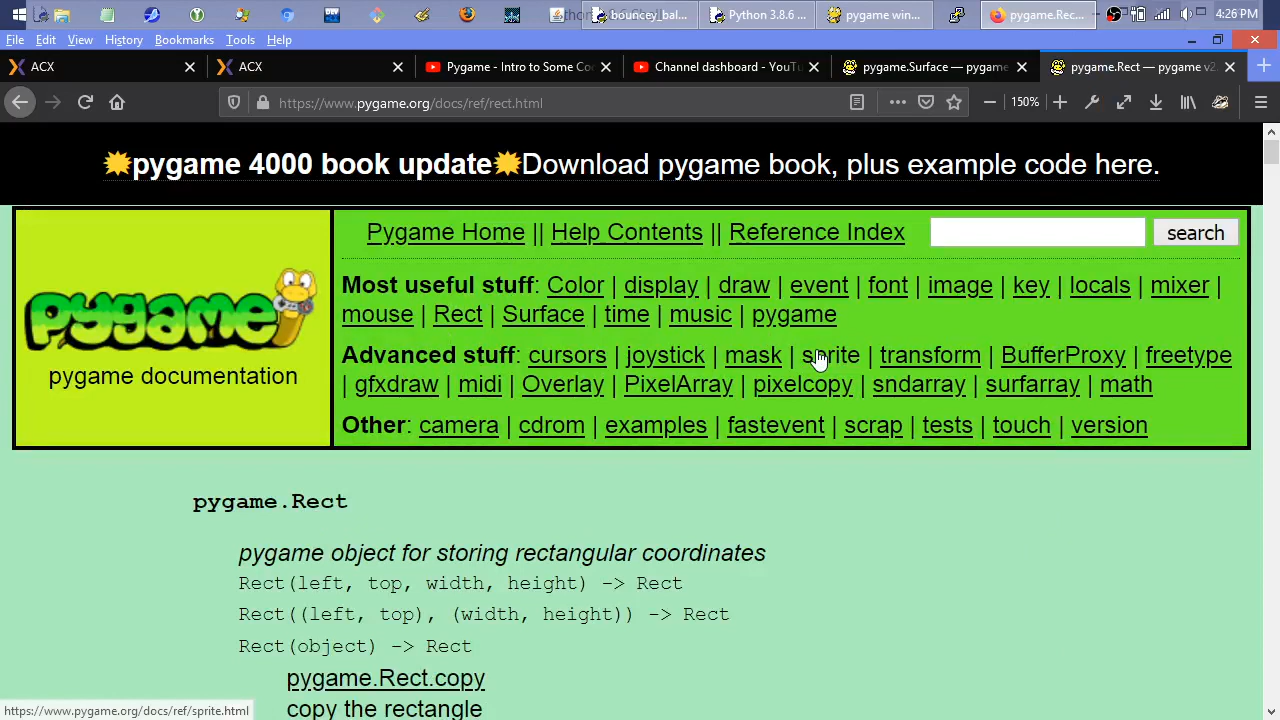 bouncey_bal...
Python 3.8.6 ...
pygame win...
pygame.Rec...
4:26 PM
File Edit View History Bookmarks Tools Help
ACX
ACX
Pygame - Intro to Some Co
Channel dashboard - YouTu
pygame.Surface — pygame
pygame.Rect — pygame v2
https://www.pygame.org/docs/ref/rect.html
150%
pygame 4000 book update Download pygame book, plus example code here.
pygame
pygame documentation
Pygame Home || Help Contents || Reference Index
search
Most useful stuff: Color | display | draw | event | font | image | key | locals | mixer |
mouse | Rect | Surface | time | music | pygame
Advanced stuff: cursors | joystick | mask | sprite | transform | BufferProxy | freetype
| gfxdraw | midi | Overlay | PixelArray | pixelcopy | sndarray | surfarray | math
Other: camera | cdrom | examples | fastevent | scrap | tests | touch | version
pygame.Rect
pygame object for storing rectangular coordinates
Rect(left, top, width, height) -> Rect
Rect((left, top), (width, height)) -> Rect
Rect(object) -> Rect
pygame.Rect.copy
copy the rectangle
https://www.pygame.org/docs/ref/sprite.html